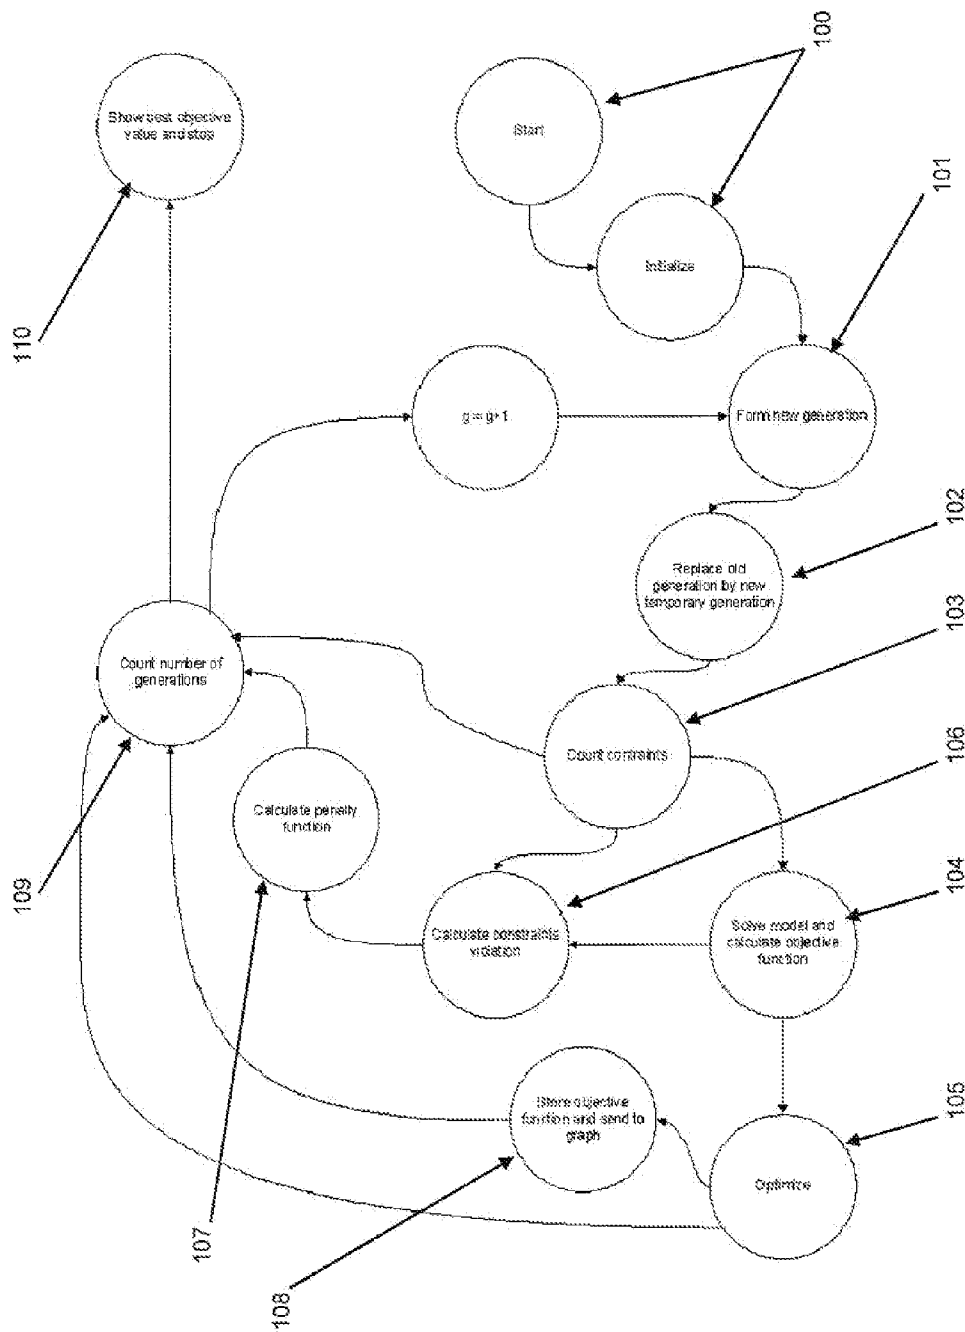 100
Start
Show best objective
value and stop
101
Initialize
110
g = g+1
Form new generation
102
Replace old
generation by new
temporary generation
103
Count number of
generations
Count contraints
106
Calculate penalty
function
109
104
Calculate constraints
violation
Solve model and
calculate objective
function
105
Store objective
function and send to
graph
Optimize
107
108